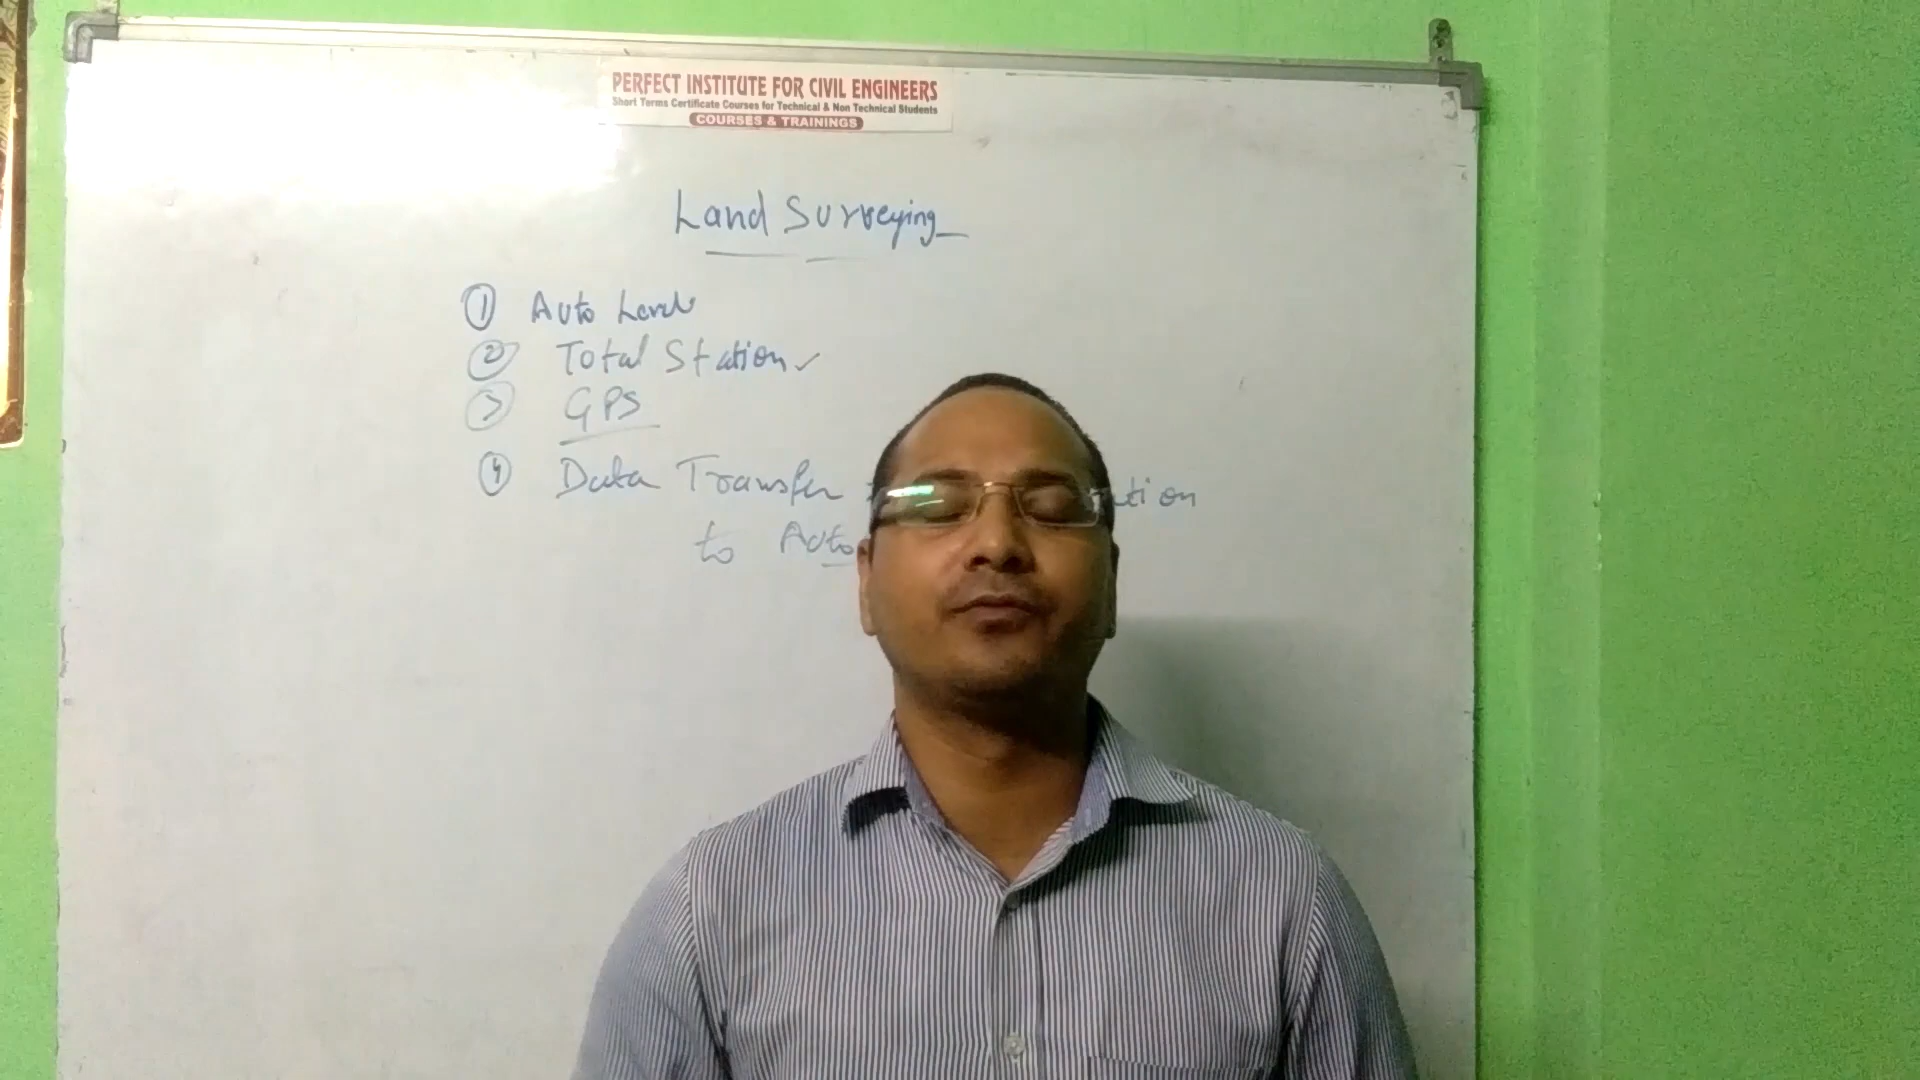 PERFECT INSTITUTE FOR CIVIL ENGINEERS
Short Terms Certificate Courses for Technical & Non Technical Students
COURSES & TRAININGS
Land Surveying
① Auto Level
② Total Station
③ GPS
④ Data Transfer
to Auto